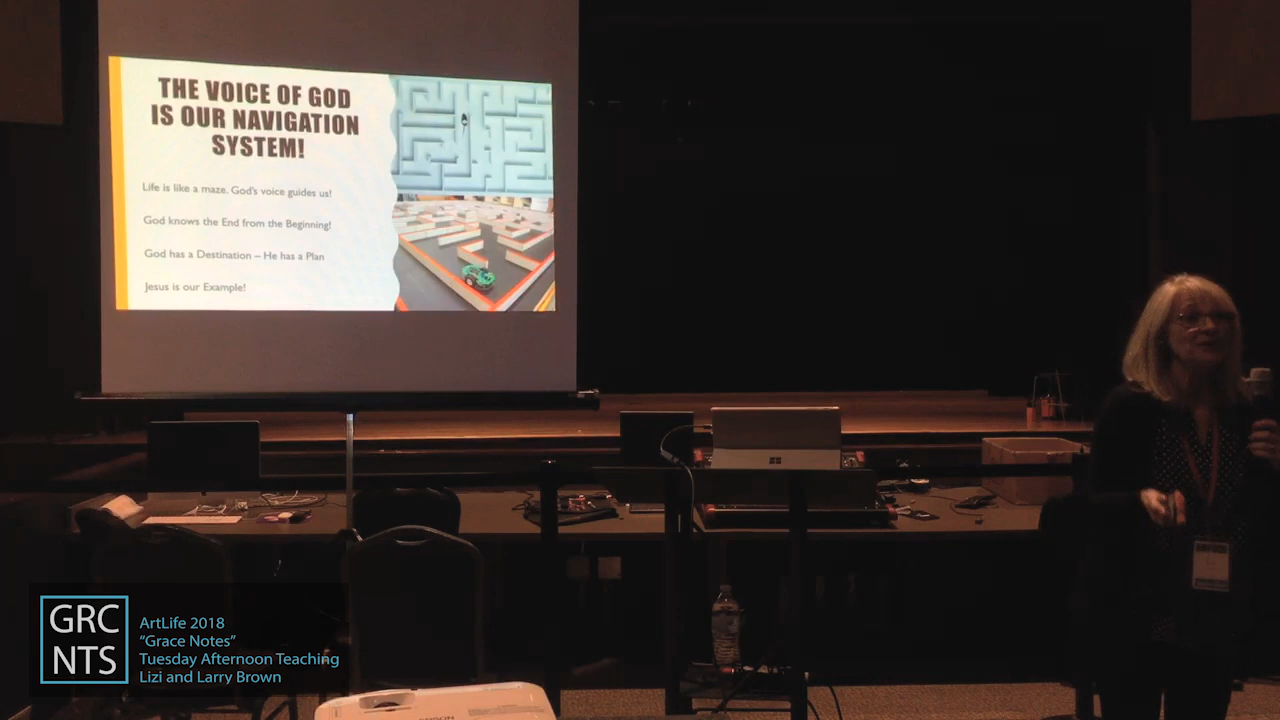 THE VOICE OF GOD
IS OUR NAVIGATION
SYSTEM!
Life is like a maze. God's voice guides us!
God knows the End from the Beginning!
God has a Destination – He has a Plan
Jesus is our Example!
GRC
NTS
ArtLife 2018
“Grace Notes”
Tuesday Afternoon Teaching
Lizi and Larry Brown